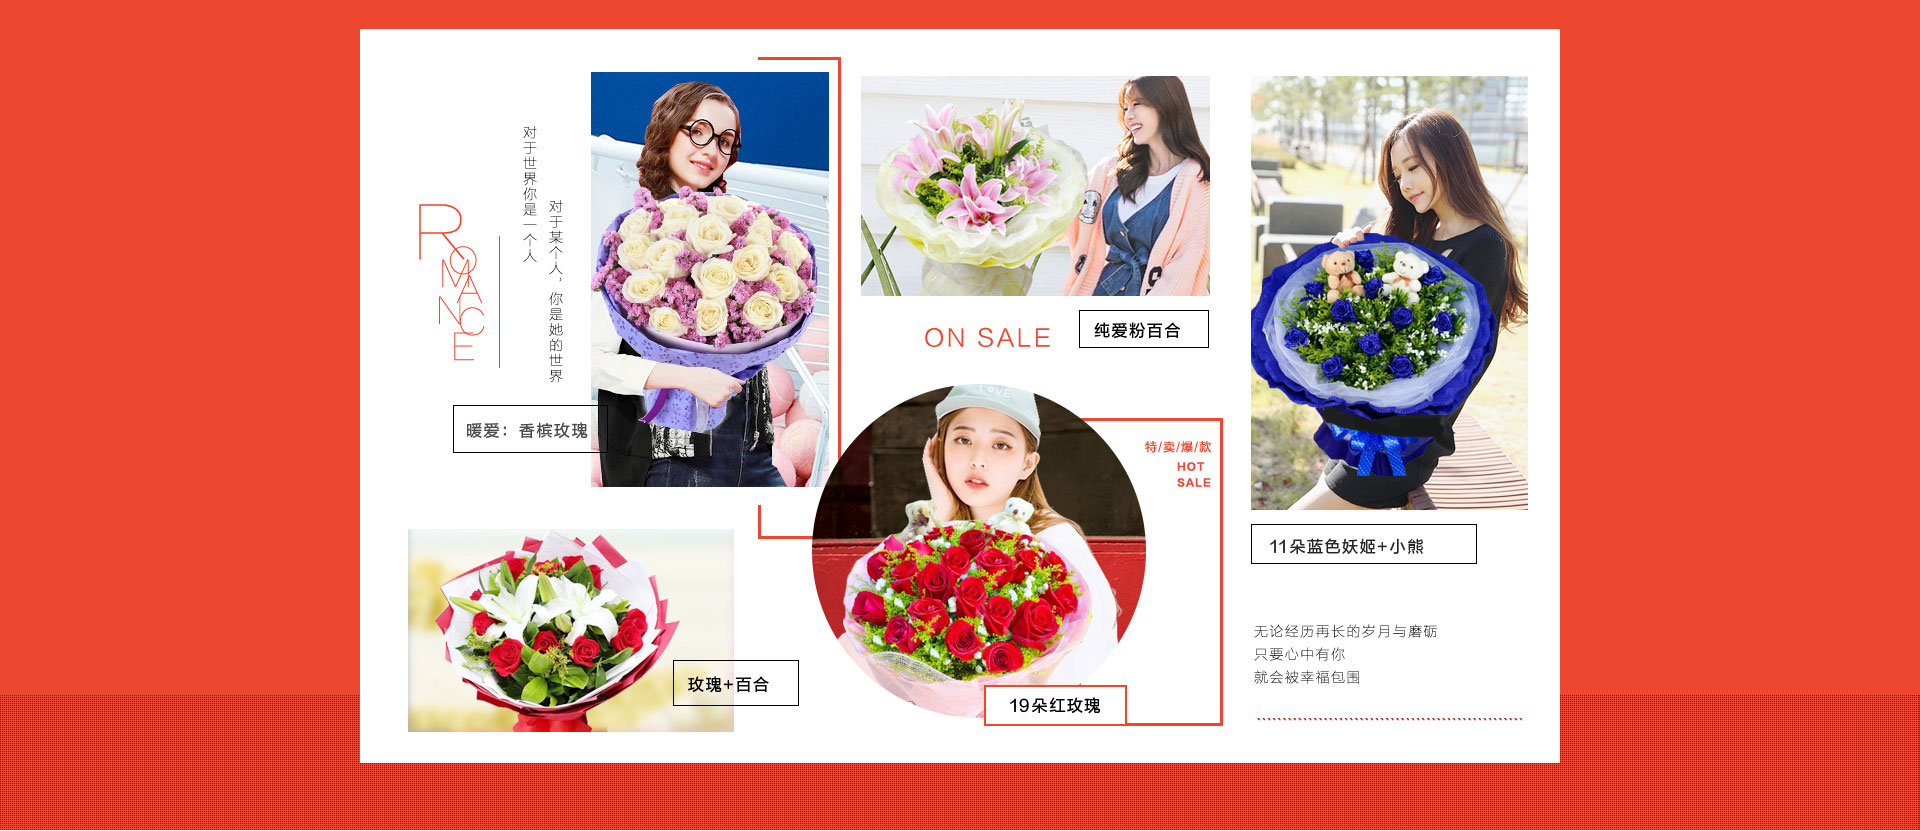 ROMANCE
对于世界你是一个人
对于某个人，你是她的世界
暖爱：香槟玫瑰
ON SALE
纯爱粉百合
LOVE
特/卖/爆/款
HOT
SALE
11朵蓝色妖姬+小熊
玫瑰+百合
19朵红玫瑰
无论经历再长的岁月与磨砺
只要心中有你
就会被幸福包围